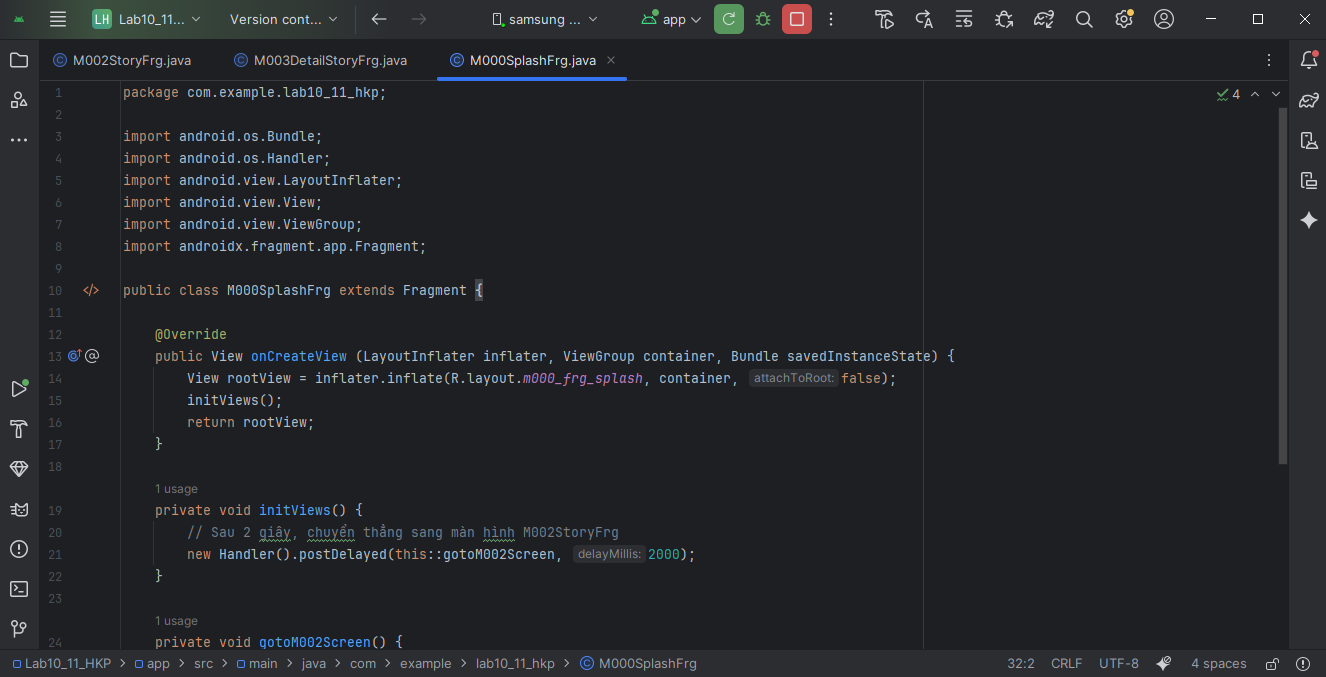 LH Lab10_11... Version cont... samsung ... app
M002StoryFrg.java M003DetailStoryFrg.java M000SplashFrg.java
1 package com.example.lab10_11_hkp; 4
2
3 import android.os.Bundle;
4 import android.os.Handler;
5 import android.view.LayoutInflater;
6 import android.view.View;
7 import android.view.ViewGroup;
8 import androidx.fragment.app.Fragment;
9
10 </> public class M000SplashFrg extends Fragment {
11
12 @Override
13 public View onCreateView (LayoutInflater inflater, ViewGroup container, Bundle savedInstanceState) {
14 View rootView = inflater.inflate(R.layout.m000_frg_splash, container, attachToRoot: false);
15 initViews();
16 return rootView;
17 }
18
1 usage
19 private void initViews() {
20 // Sau 2 giây, chuyển thẳng sang màn hình M002StoryFrg
21 new Handler().postDelayed(this::gotoM002Screen, delayMillis: 2000);
22 }
23
1 usage
24 private void gotoM002Screen() {
Lab10_11_HKP > app > src > main > java > com > example > lab10_11_hkp > M000SplashFrg 32:2 CRLF UTF-8 4 spaces